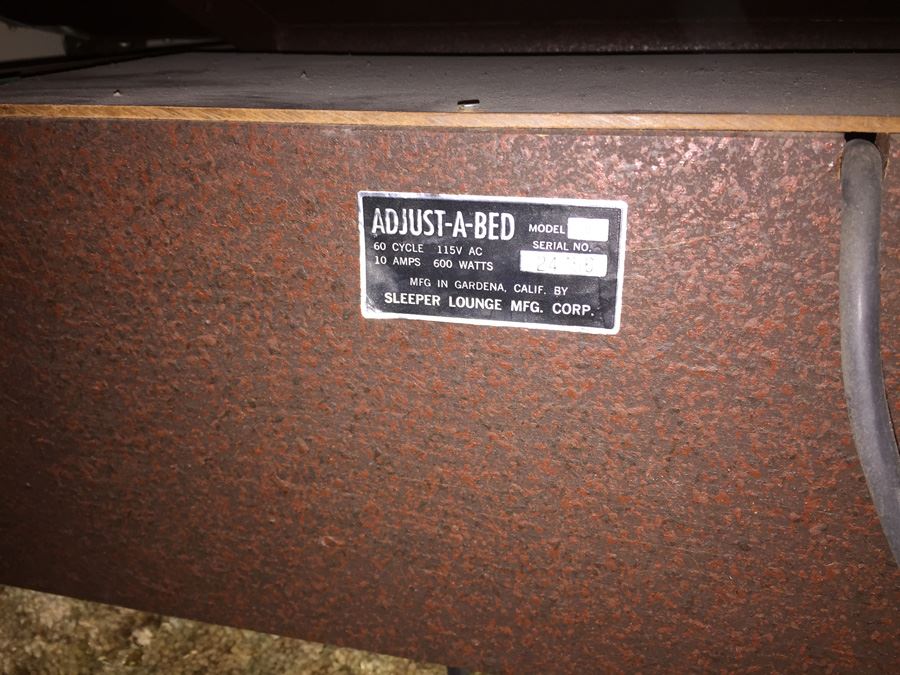 ADJUST-A-BED MODEL
60 CYCLE 115V AC SERIAL NO.
10 AMPS 600 WATTS
MFG IN GARDENA, CALIF. BY
SLEEPER LOUNGE MFG. CORP.